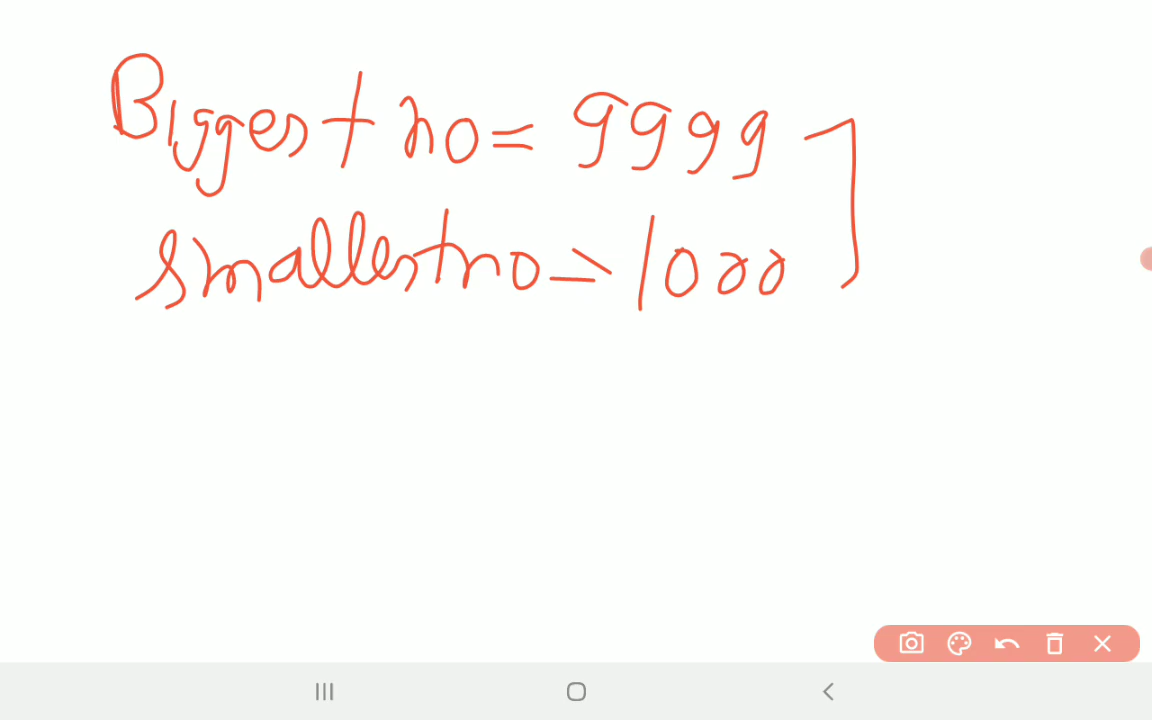 Biggest no = 9999
smallest no = 1000